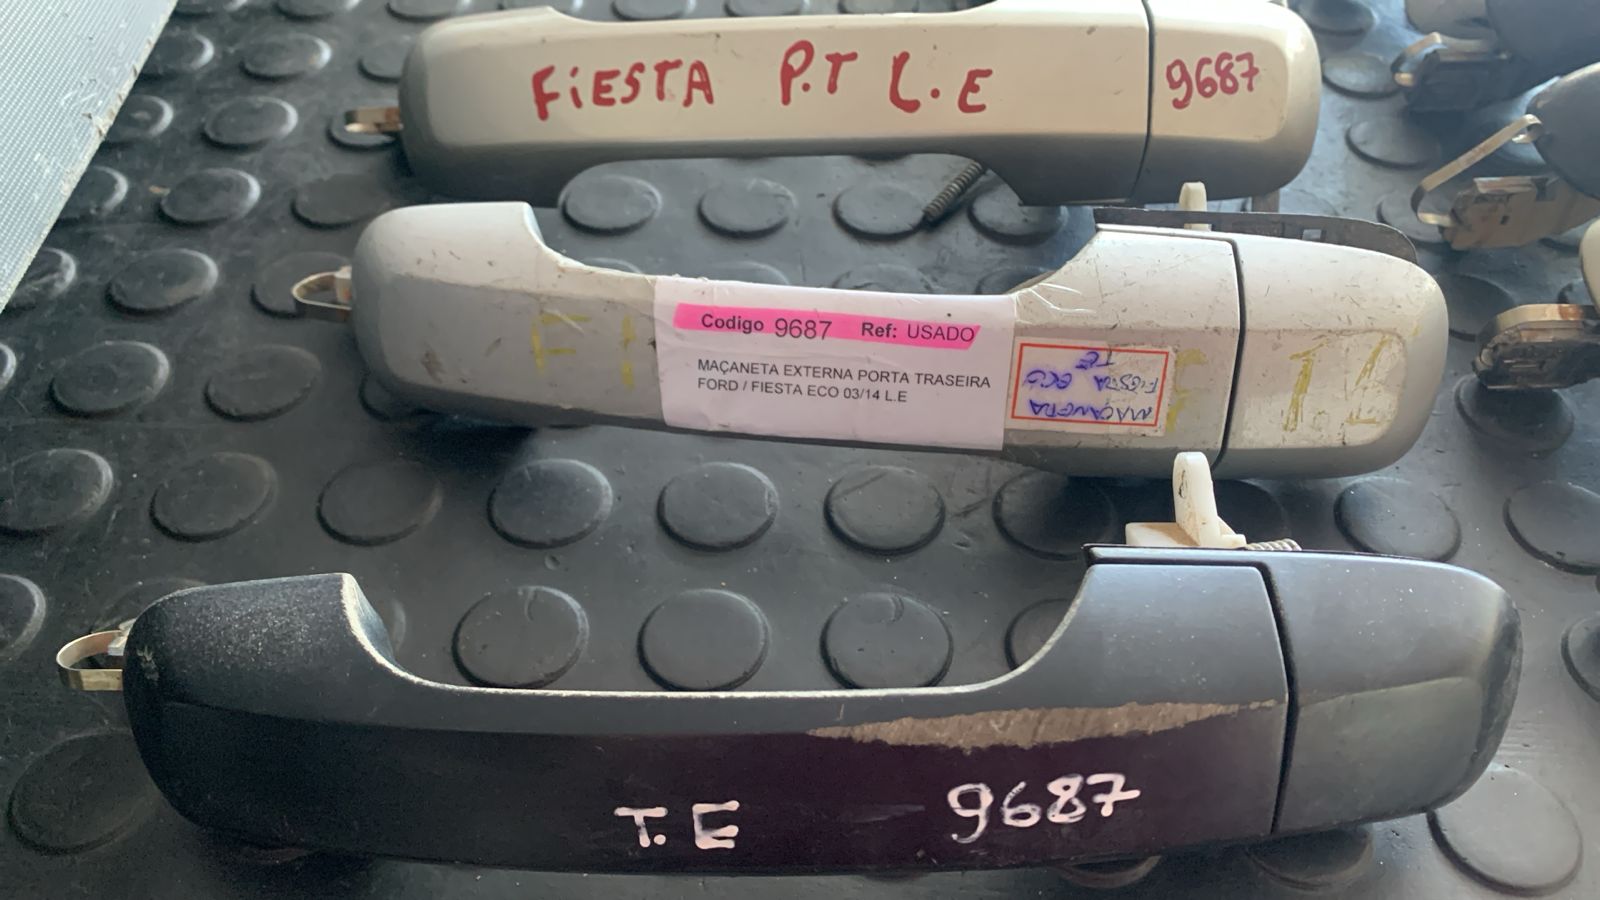 FiESTA P.T L.E 9687
Codigo 9687 Ref: USADO
MAÇANETA EXTERNA PORTA TRASEIRA
FORD / FIESTA ECO 03/14 L.E
MAÇANETA
FIESTA ECO
TE
T.E 9687